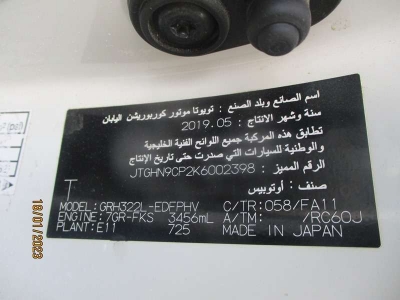 اسم الصانع وبلد الصنع : تويوتا موتور كوربوريشن اليابان
سنة وشهر الانتاج : 2019.05
تطابق هذه المركبة جميع اللوائح الفنية الخليجية
والوطنية للسيارات التي صدرت حتى تاريخ الإنتاج
الرقم المميز : JTGHN9CP2K6002398
صنف : أوتوبيس
T
MODEL: GRH322L-EDFPHV C/TR: 058/FA11
ENGINE: 7GR-FKS 3456mL A/TM: /RC60J
PLANT: E11 725 MADE IN JAPAN
16/01/2023